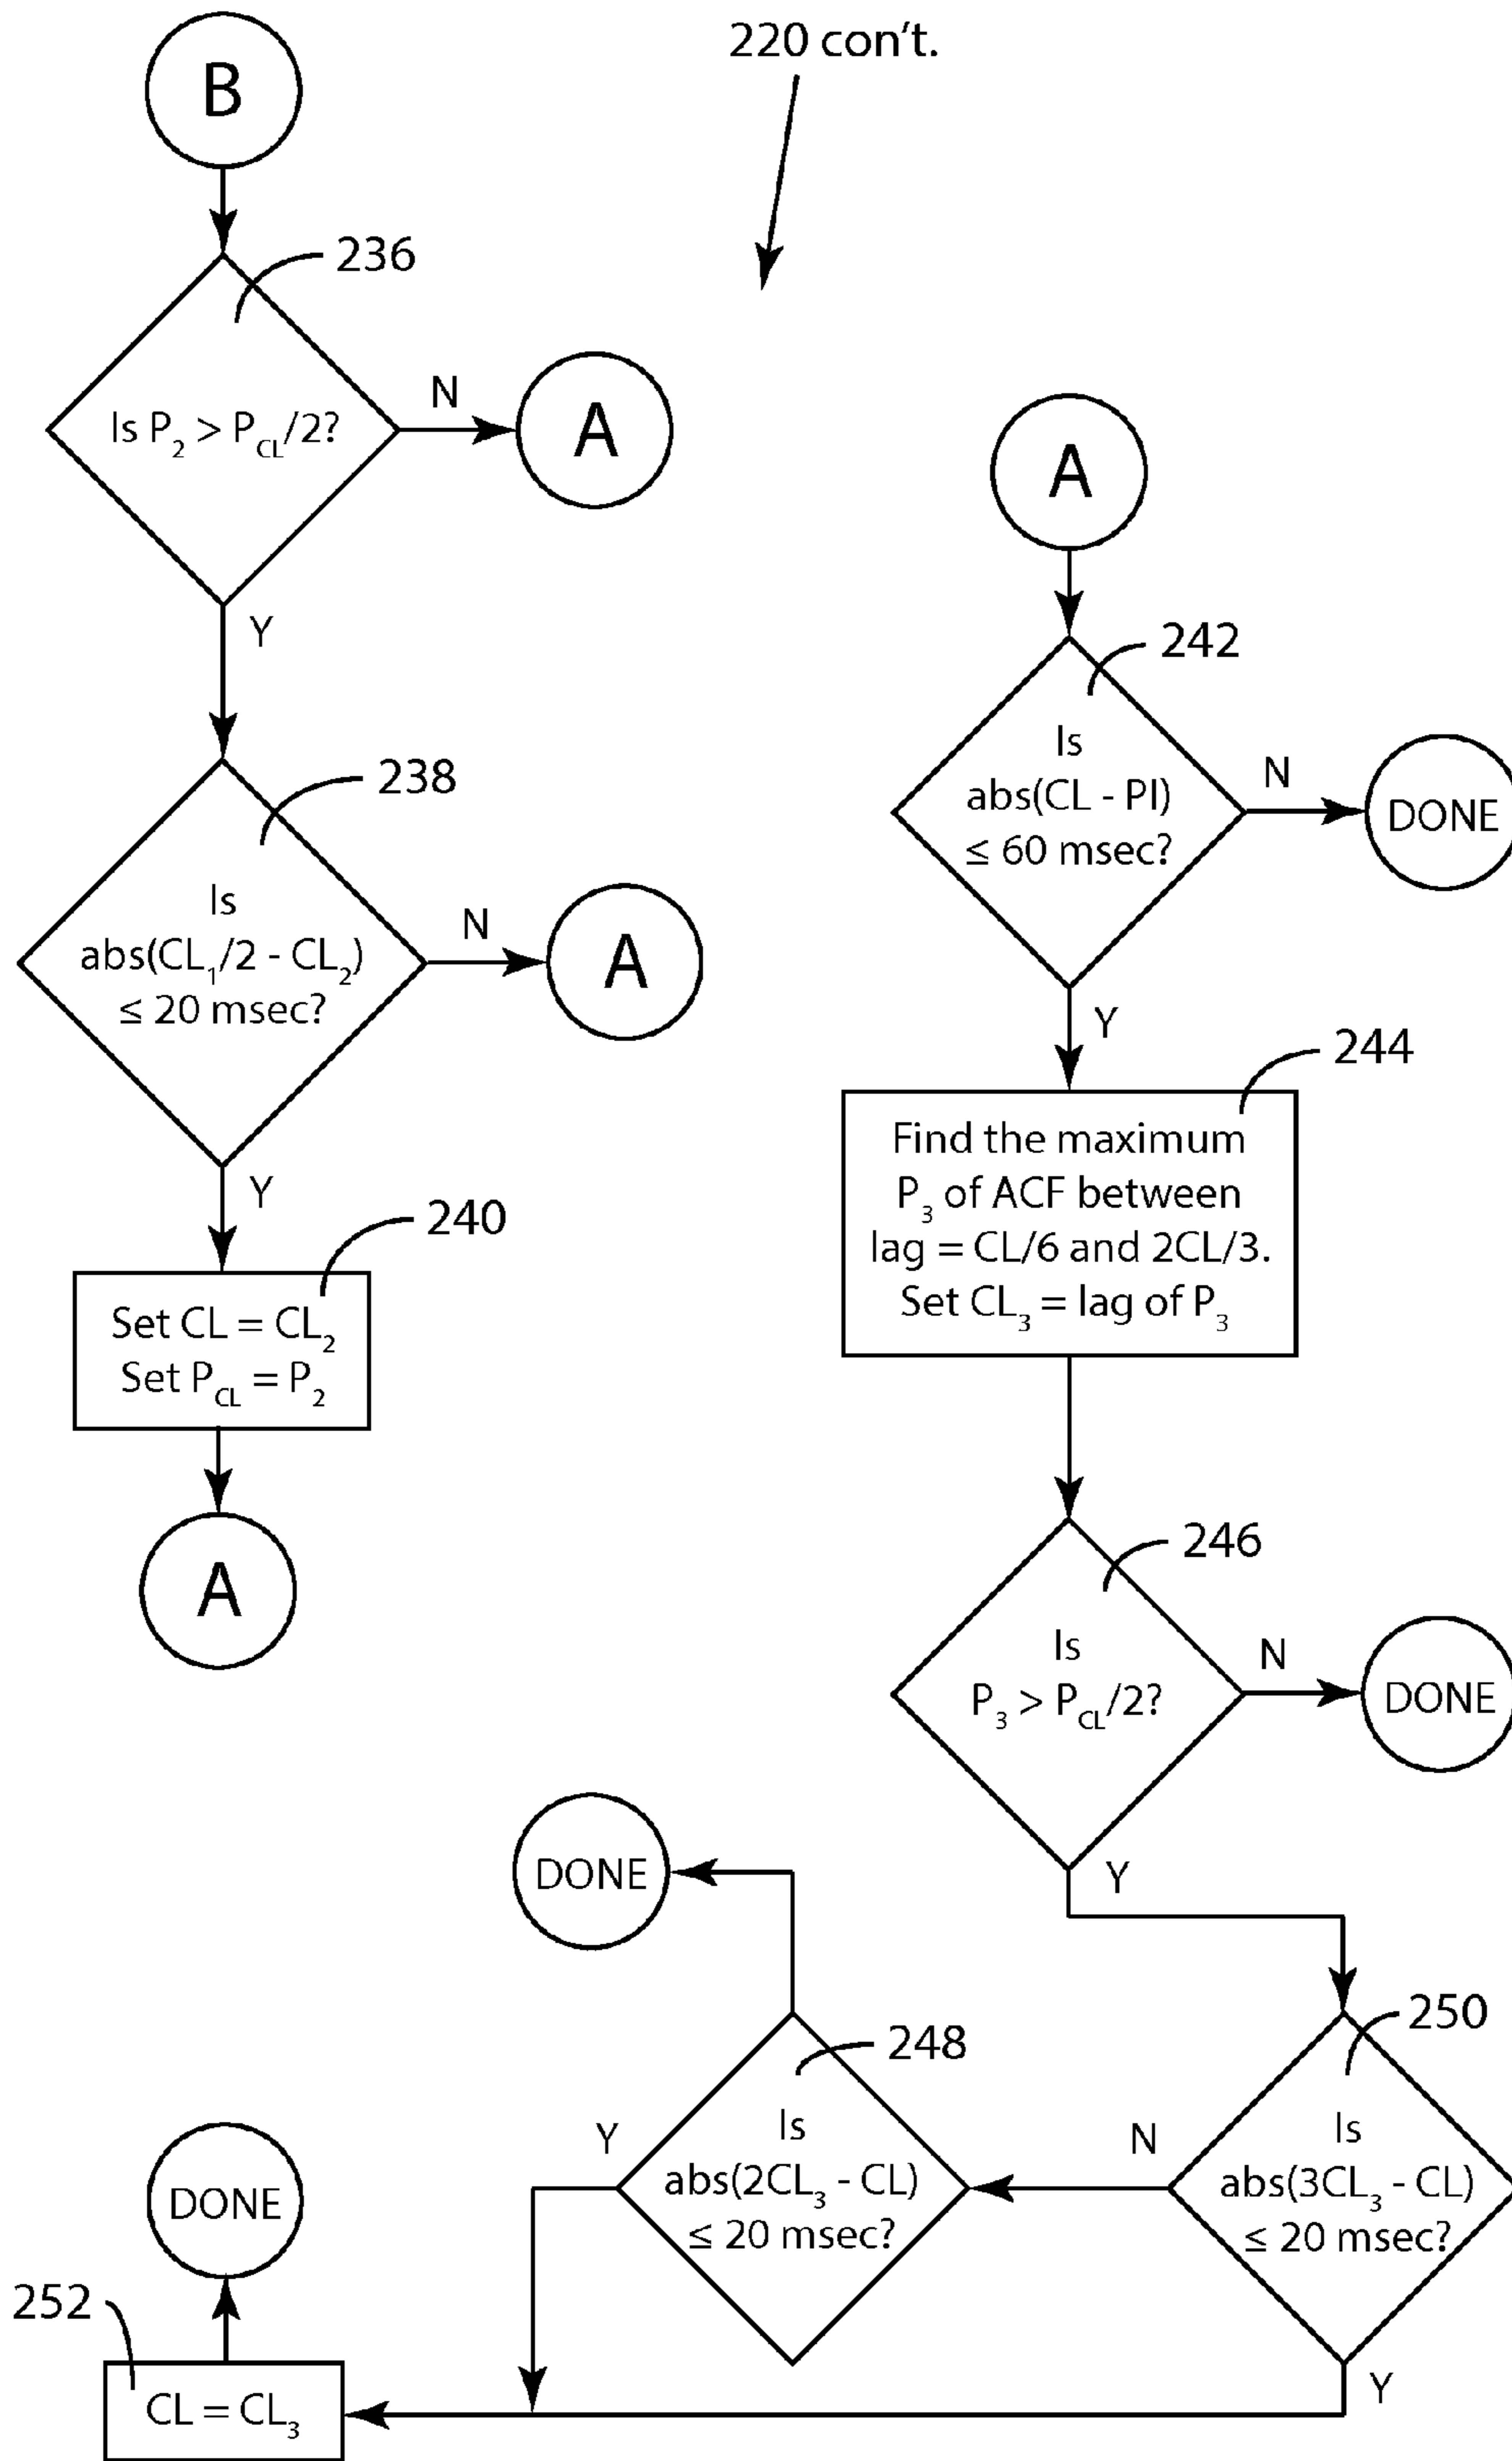 220 con't.
B
236
Is P₂ > P_CL/2?
N
A
Y
238
Is
abs(CL₁/2 - CL₂)
≤ 20 msec?
N
A
Y
240
Set CL = CL₂
Set P_CL = P₂
A
A
242
Is
abs(CL - PI)
≤ 60 msec?
N
DONE
Y
244
Find the maximum
P₃ of ACF between
lag = CL/6 and 2CL/3.
Set CL₃ = lag of P₃
246
Is
P₃ > P_CL/2?
N
DONE
Y
250
Is
abs(3CL₃ - CL)
≤ 20 msec?
N
Y
248
Is
abs(2CL₃ - CL)
≤ 20 msec?
DONE
Y
252
CL = CL₃
DONE